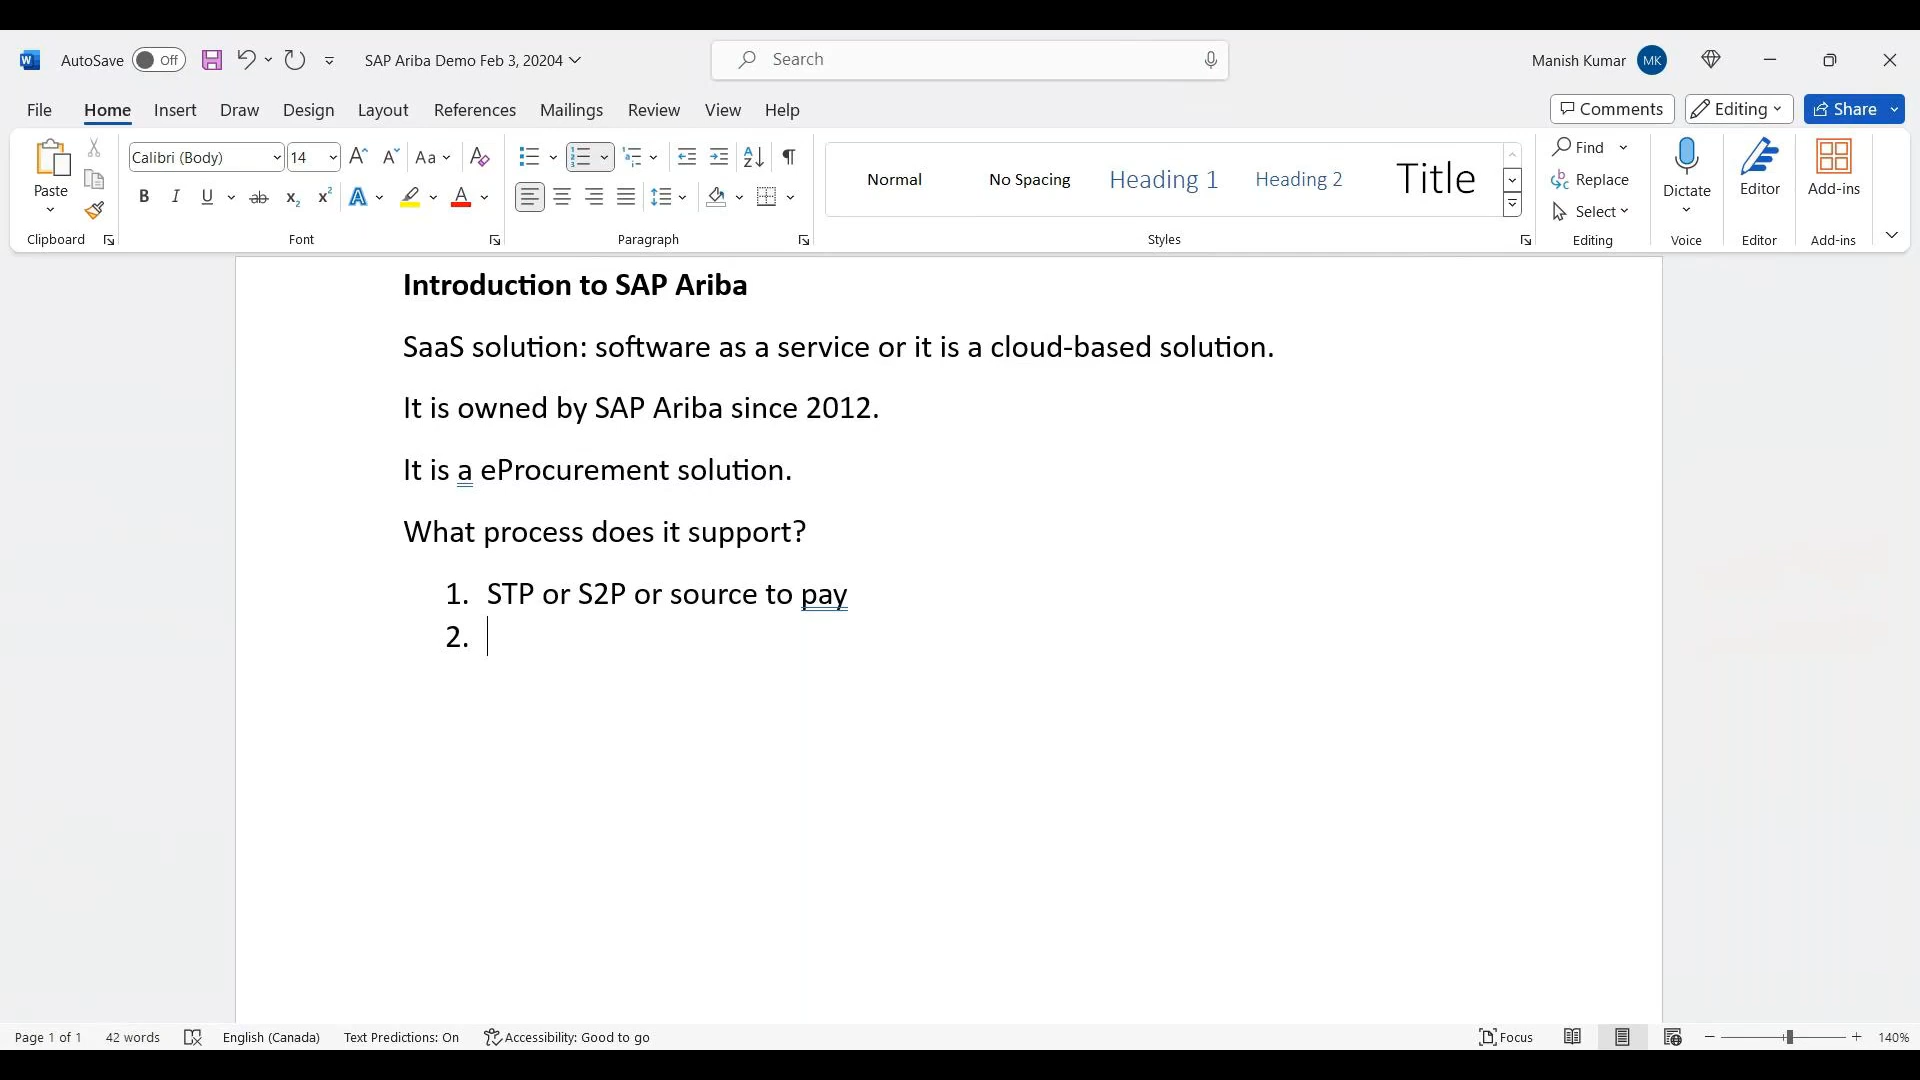 W AutoSave Off SAP Ariba Demo Feb 3, 20204 Search Manish Kumar MK
File Home Insert Draw Design Layout References Mailings Review View Help Comments Editing Share
Paste Calibri (Body) 14 A A Aa A A Z ¶ Normal No Spacing Heading 1 Heading 2 Title Find Replace Select Dictate Editor Add-ins
B I U ab x₂ x² A A
Clipboard Font Paragraph Styles Editing Voice Editor Add-ins
Introduction to SAP Ariba
SaaS solution: software as a service or it is a cloud-based solution.
It is owned by SAP Ariba since 2012.
It is a eProcurement solution.
What process does it support?
1. STP or S2P or source to pay
2.
Page 1 of 1 42 words English (Canada) Text Predictions: On Accessibility: Good to go Focus 140%